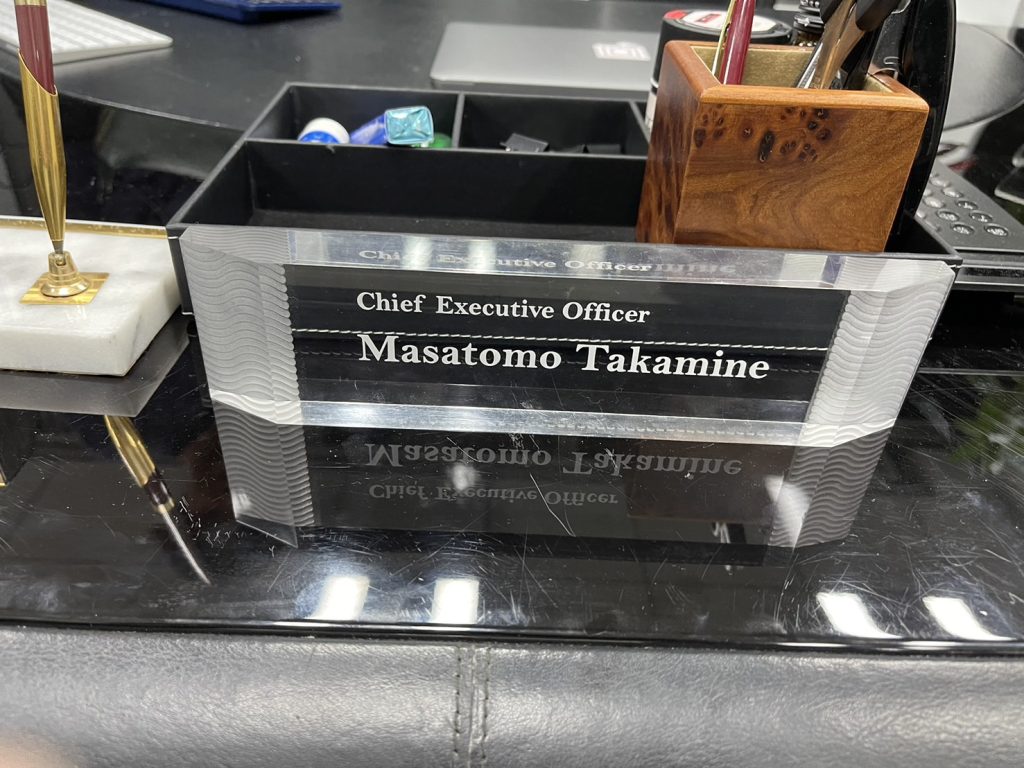 Chief Executive Officer
Masatomo Takamine